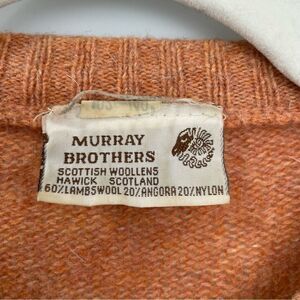 MURRAY
BROTHERS
SCOTTISH WOOLLENS
HAWICK SCOTLAND
60% LAMBSWOOL 20% ANGORA 20% NYLON